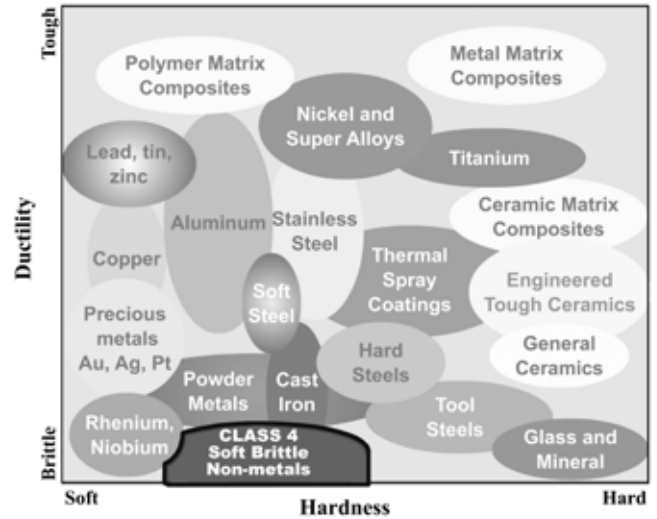 Tough
Ductility
Brittle
Polymer Matrix
Composites
Metal Matrix
Composites
Nickel and
Super Alloys
Lead, tin,
zinc
Titanium
Aluminum
Stainless
Steel
Ceramic Matrix
Composites
Copper
Thermal
Spray
Coatings
Engineered
Tough Ceramics
Soft
Steel
Precious
metals
Au, Ag, Pt
Hard
Steels
General
Ceramics
Powder
Metals
Cast
Iron
Rhenium,
Niobium
CLASS 4
Soft Brittle
Non-metals
Tool
Steels
Glass and
Mineral
Soft
Hardness
Hard